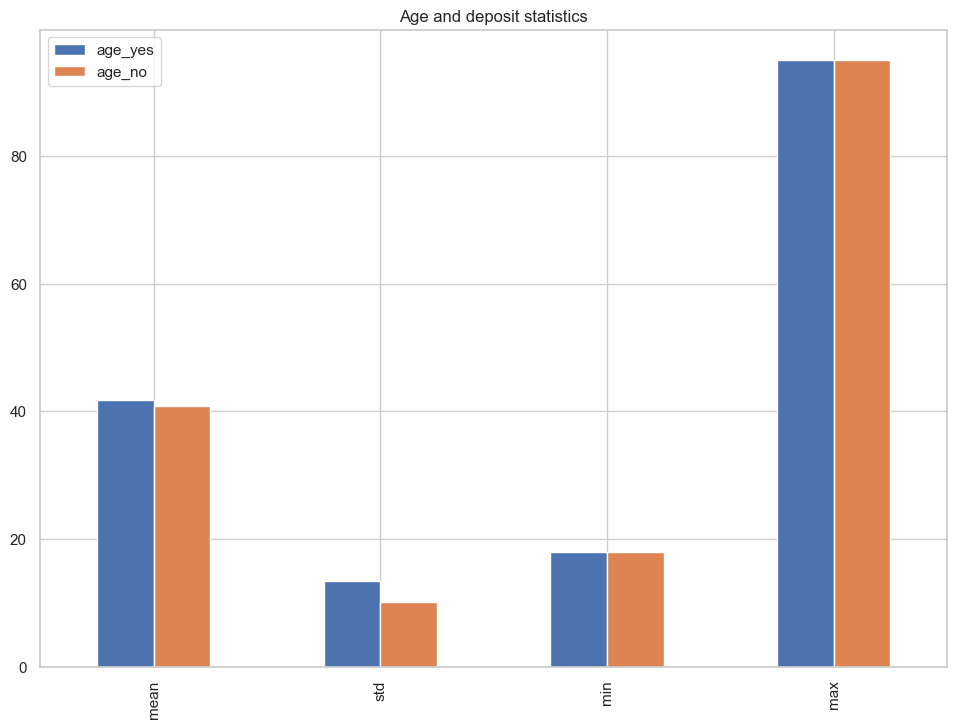 Age and deposit statistics
age_yes
age_no
80
60
40
20
0
mean
std
min
max